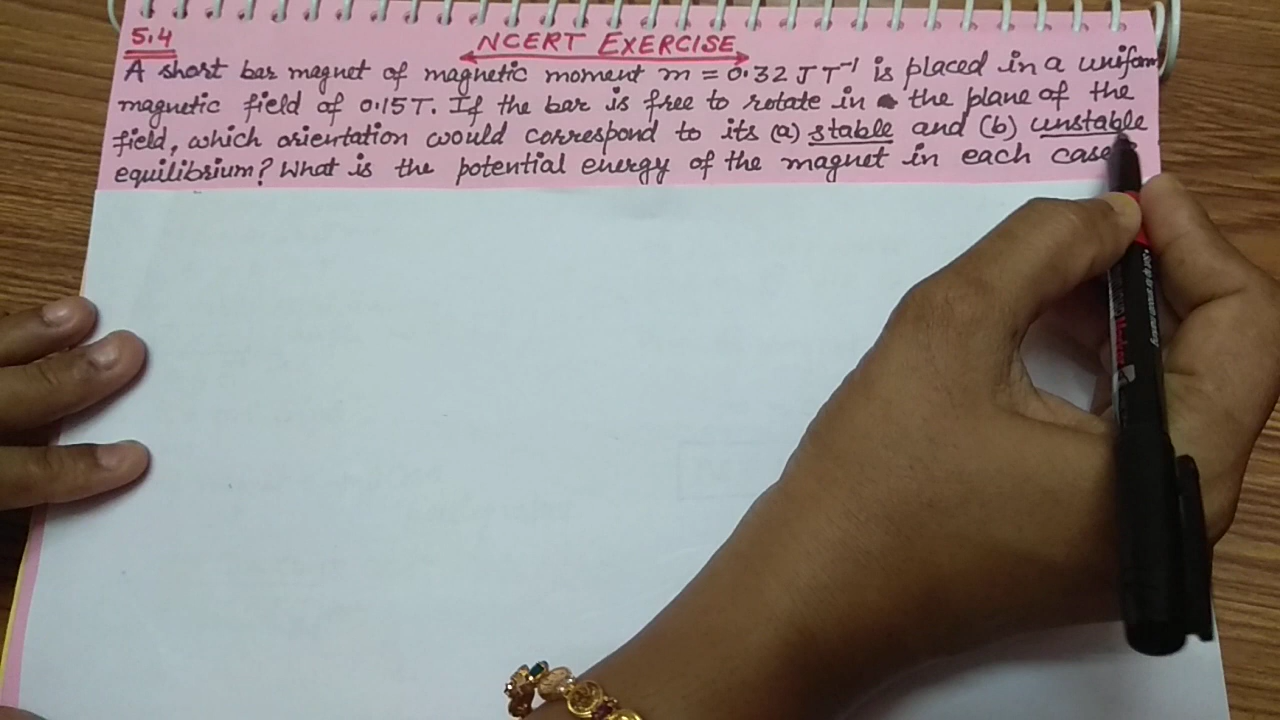 5.4
NCERT EXERCISE
A short bar magnet of magnetic moment m = 0.32 J T⁻¹ is placed in a uniform
magnetic field of 0.15T. If the bar is free to rotate in the plane of the
field, which orientation would correspond to its (a) stable and (b) unstable
equilibrium? What is the potential energy of the magnet in each case